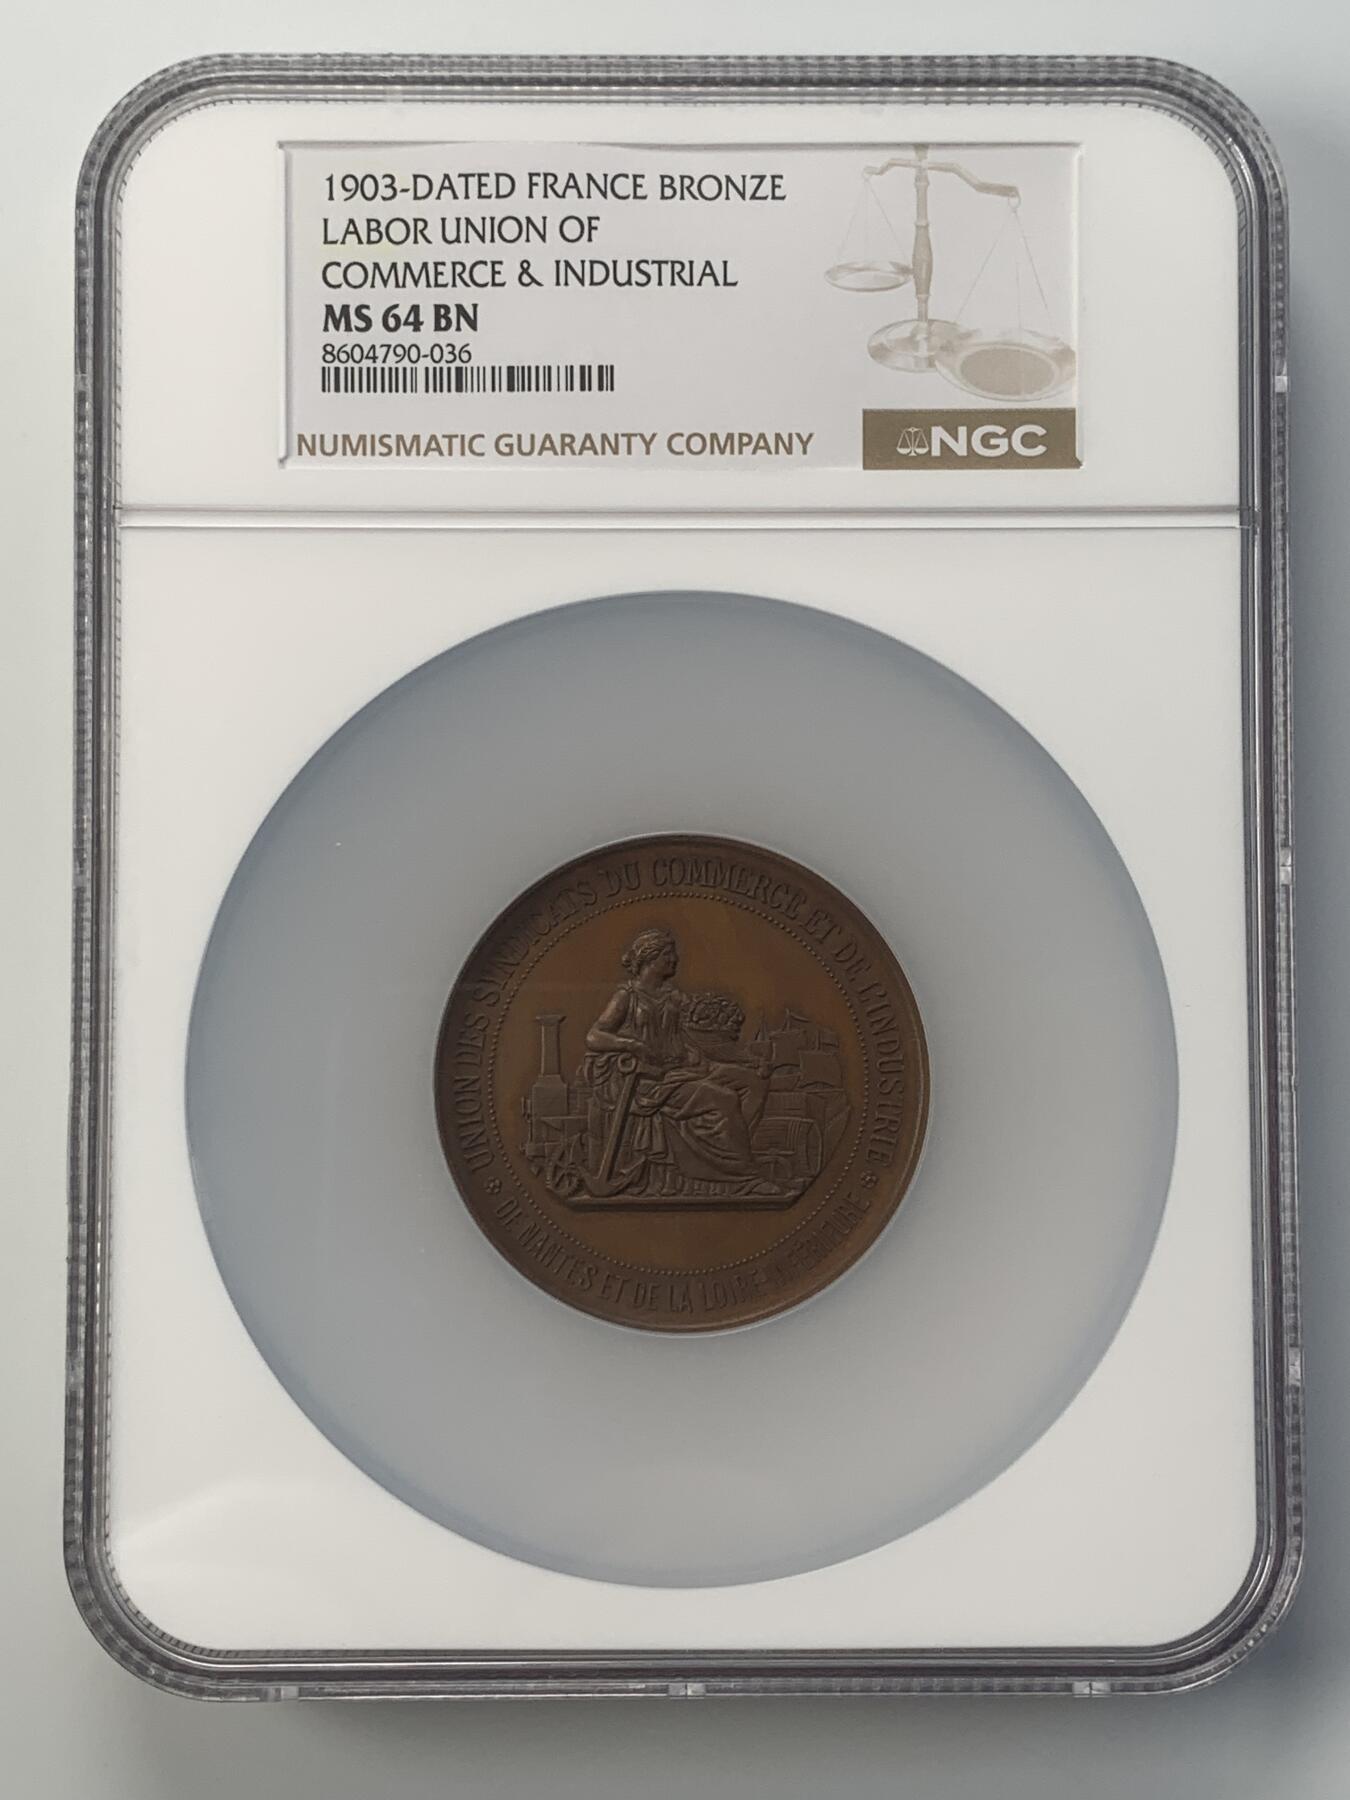 1903-DATED FRANCE BRONZE
LABOR UNION OF
COMMERCE & INDUSTRIAL
MS 64 BN
8604790-036
NUMISMATIC GUARANTY COMPANY
NGC
UNION DES SYNDICATS DU COMMERCE ET DE L'INDUSTRIE
DE NANTES ET DE LA LOIRE INFÉRIEURE